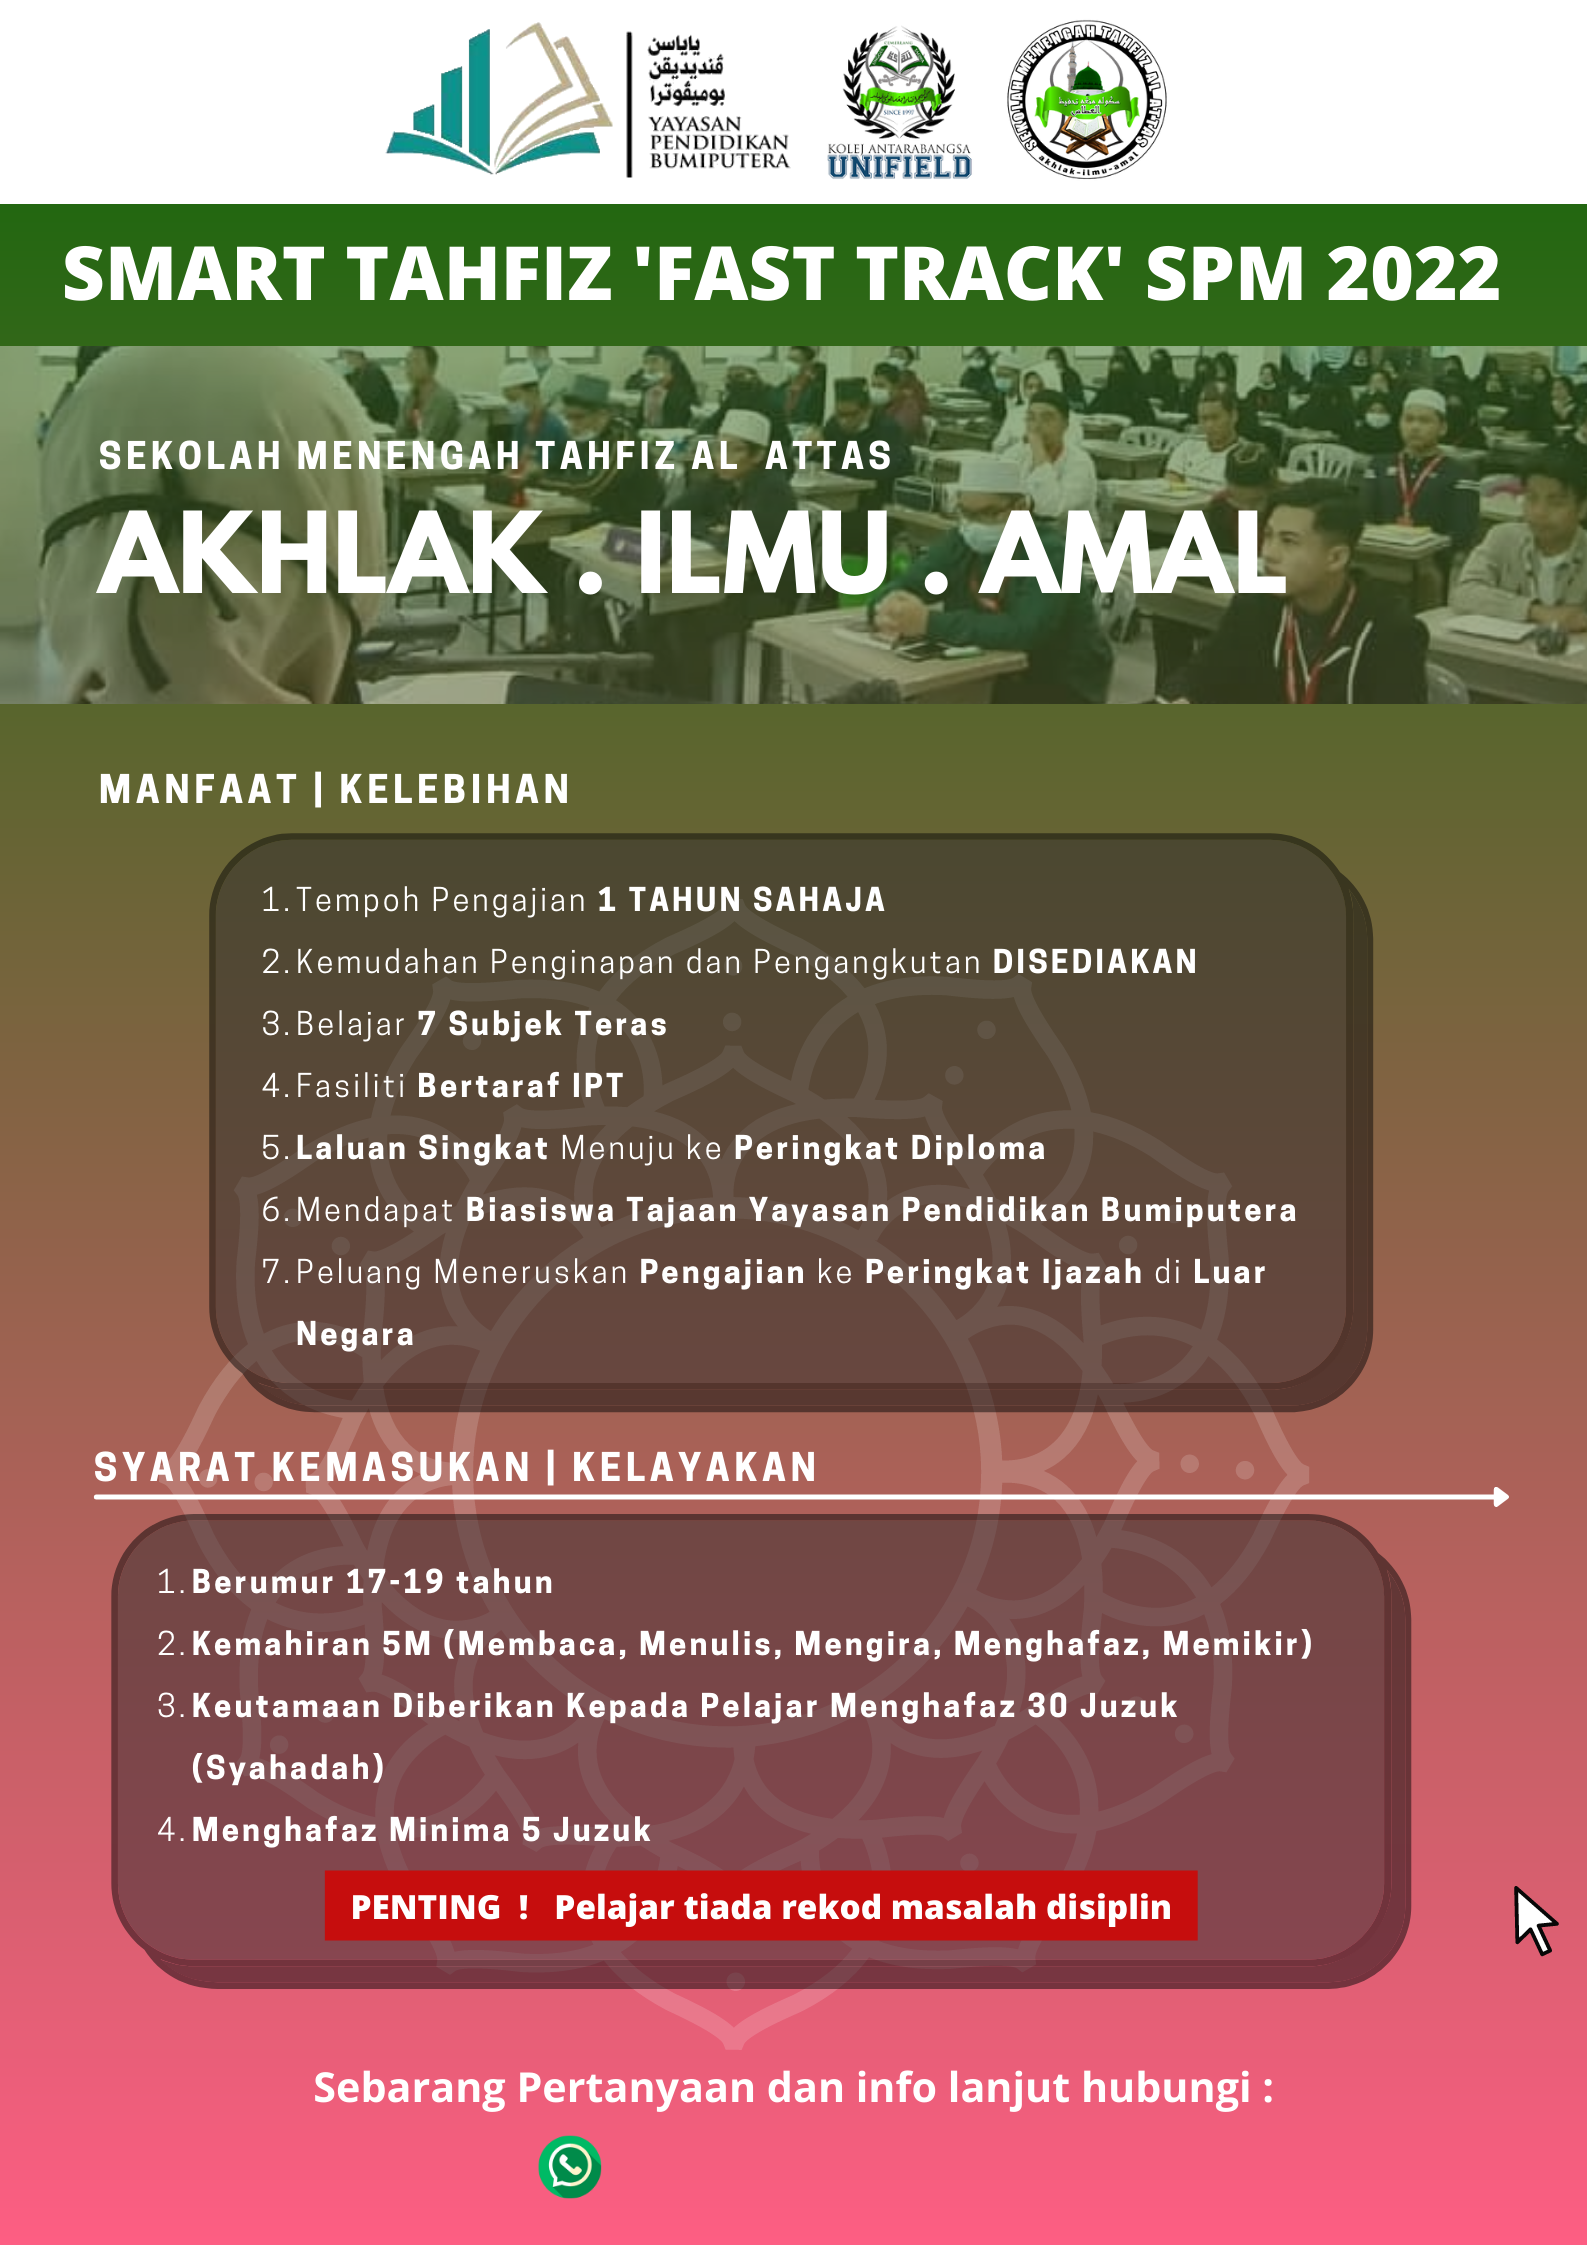 ياياسن
ڤنديديقن
بوميڤوترا
YAYASAN
PENDIDIKAN
BUMIPUTERA
SINCE 1997
KOLEJ ANTARABANGSA
UNIFIELD
SEKOLAH MENENGAH TAHFIZ AL ATTAS
akhlak-ilmu-amal
SMART TAHFIZ 'FAST TRACK' SPM 2022
SEKOLAH MENENGAH TAHFIZ AL ATTAS
AKHLAK . ILMU . AMAL
MANFAAT | KELEBIHAN
1. Tempoh Pengajian 1 TAHUN SAHAJA
2. Kemudahan Penginapan dan Pengangkutan DISEDIAKAN
3. Belajar 7 Subjek Teras
4. Fasiliti Bertaraf IPT
5. Laluan Singkat Menuju ke Peringkat Diploma
6. Mendapat Biasiswa Tajaan Yayasan Pendidikan Bumiputera
7. Peluang Meneruskan Pengajian ke Peringkat Ijazah di Luar
Negara
SYARAT KEMASUKAN | KELAYAKAN
1. Berumur 17-19 tahun
2. Kemahiran 5M (Membaca, Menulis, Mengira, Menghafaz, Memikir)
3. Keutamaan Diberikan Kepada Pelajar Menghafaz 30 Juzuk
(Syahadah)
4. Menghafaz Minima 5 Juzuk
PENTING ! Pelajar tiada rekod masalah disiplin
Sebarang Pertanyaan dan info lanjut hubungi :